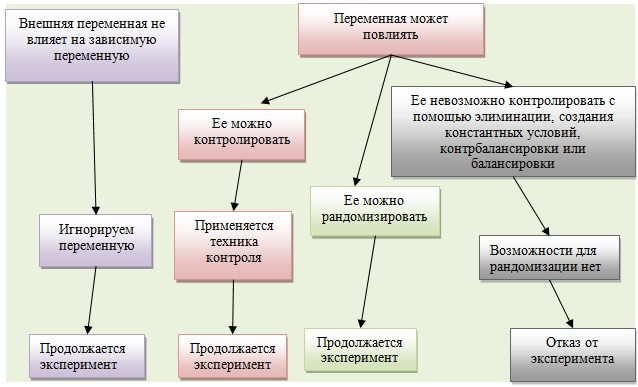 Внешняя переменная не
влияет на зависимую
переменную
Переменная может
повлиять
Ее можно
контролировать
Ее невозможно контролировать с
помощью элиминации, создания
константных условий,
контрбалансировки или
балансировки
Ее можно
рандомизировать
Игнорируем
переменную
Применяется
техника
контроля
Возможности для
рандомизации нет
Продолжается
эксперимент
Продолжается
эксперимент
Продолжается
эксперимент
Отказ от
эксперимента